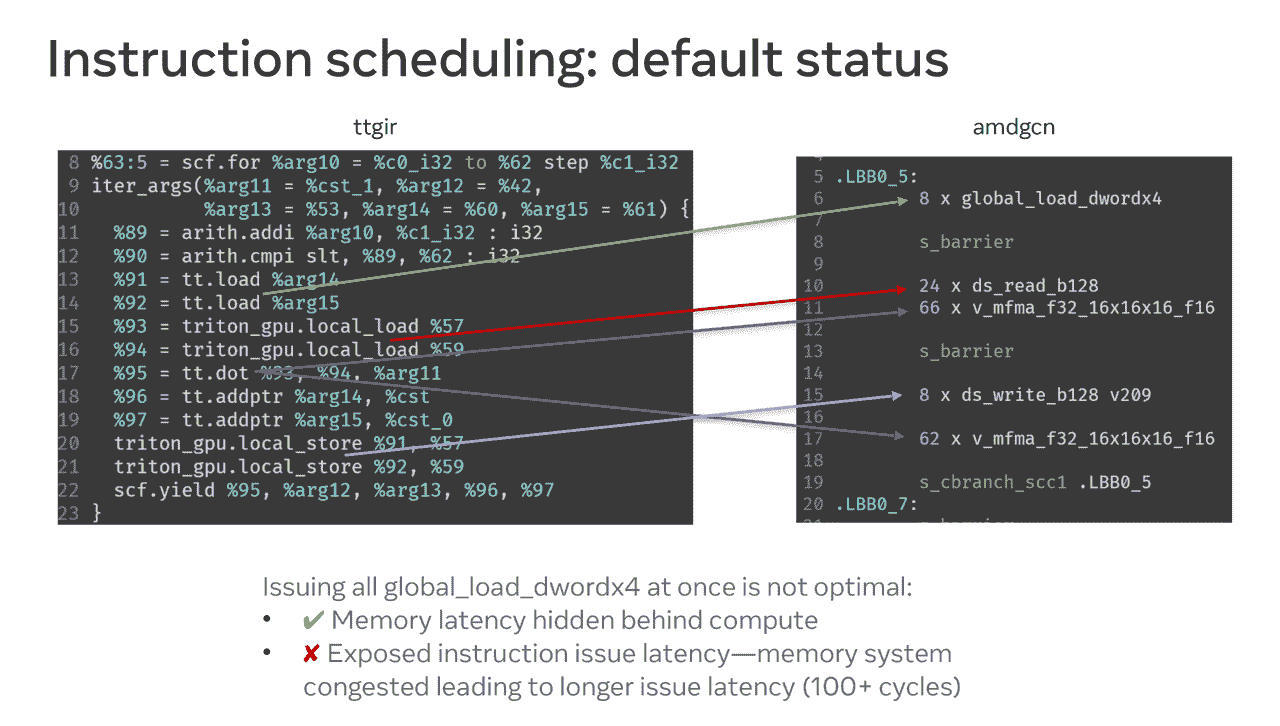 Instruction scheduling: default status
ttgir
8 %63:5 = scf.for %arg10 = %c0_i32 to %62 step %c1_i32
9 iter_args(%arg11 = %cst_1, %arg12 = %42,
10 %arg13 = %53, %arg14 = %60, %arg15 = %61) {
11 %89 = arith.addi %arg10, %c1_i32 : i32
12 %90 = arith.cmpi slt, %89, %62 : i32
13 %91 = tt.load %arg14
14 %92 = tt.load %arg15
15 %93 = triton_gpu.local_load %57
16 %94 = triton_gpu.local_load %59
17 %95 = tt.dot %93, %94, %arg11
18 %96 = tt.addptr %arg14, %cst
19 %97 = tt.addptr %arg15, %cst_0
20 triton_gpu.local_store %91, %57
21 triton_gpu.local_store %92, %59
22 scf.yield %95, %arg12, %arg13, %96, %97
23 }
amdgcn
5 .LBB0_5:
6 8 x global_load_dwordx4
7
8 s_barrier
9
10 24 x ds_read_b128
11 66 x v_mfma_f32_16x16x16_f16
12
13 s_barrier
14
15 8 x ds_write_b128 v209
16
17 62 x v_mfma_f32_16x16x16_f16
18
19 s_cbranch_scc1 .LBB0_5
20 .LBB0_7:
Issuing all global_load_dwordx4 at once is not optimal:
• ✔ Memory latency hidden behind compute
• ✘ Exposed instruction issue latency—memory system
congested leading to longer issue latency (100+ cycles)